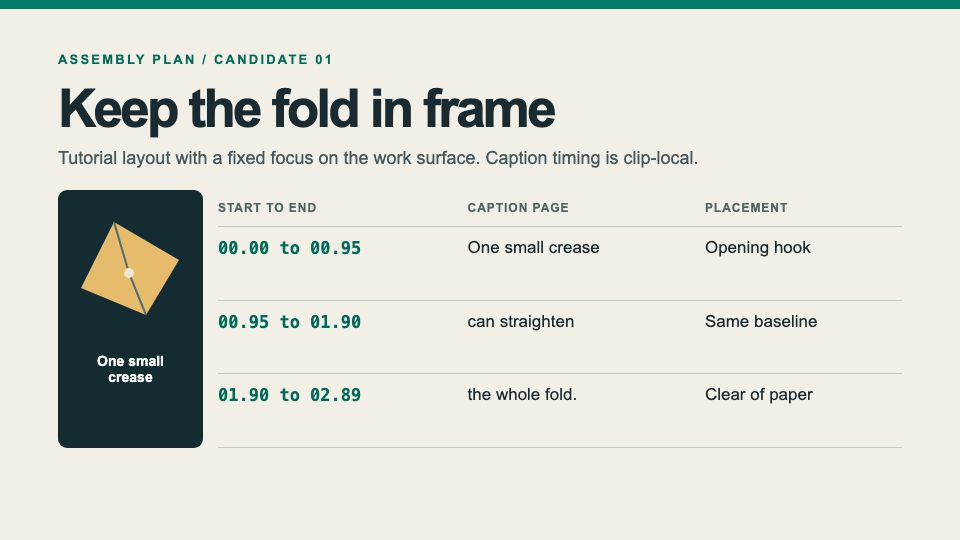 ASSEMBLY PLAN / CANDIDATE 01
Keep the fold in frame
Tutorial layout with a fixed focus on the work surface. Caption timing is clip-local.
One small
crease
START TO END CAPTION PAGE PLACEMENT
00.00 to 00.95 One small crease Opening hook
00.95 to 01.90 can straighten Same baseline
01.90 to 02.89 the whole fold. Clear of paper